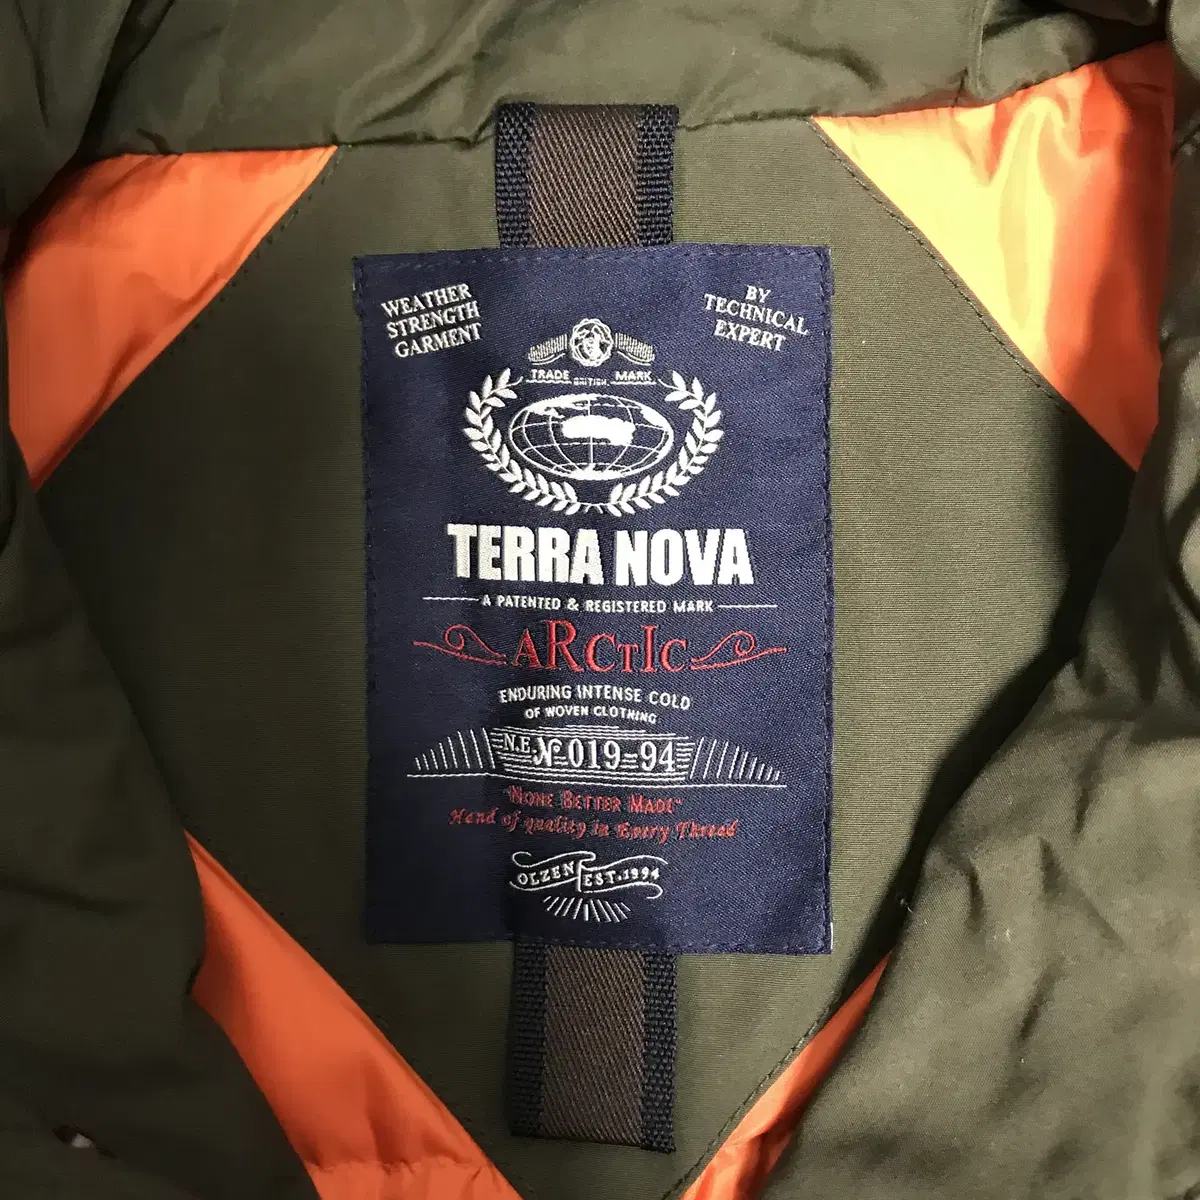 WEATHER
STRENGTH
GARMENT
BY
TECHNICAL
EXPERT
TRADE BRITISH. MARK
TERRA NOVA
A PATENTED & REGISTERED MARK
ARCTIC
ENDURING INTENSE COLD
OF WOVEN CLOTHING
N.E. № 019-94
"NONE BETTER MADE"
Hand of quality in Every Thread
OLZEN EST.1994